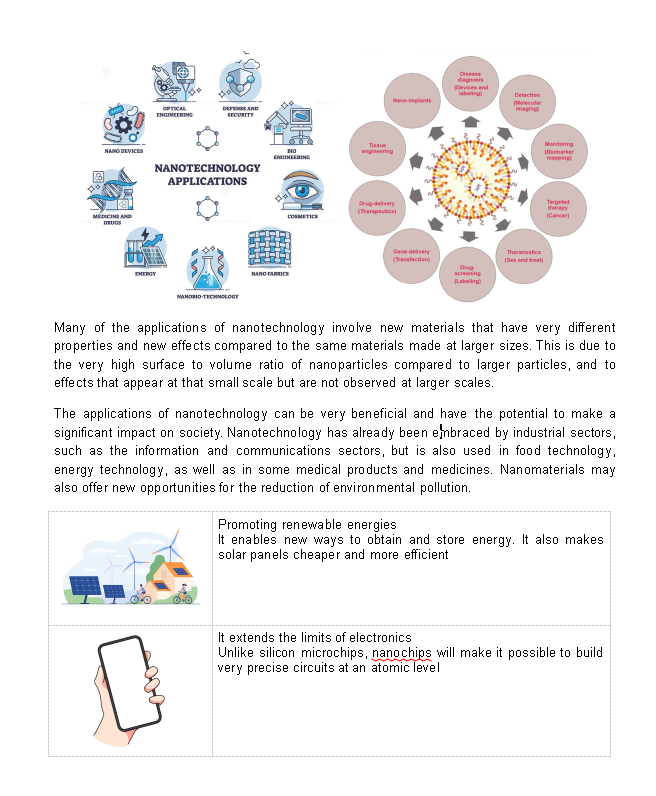 OPTICAL
ENGINEERING
DEFENSE AND
SECURITY
NANO DEVICES
BIO
ENGINEERING
NANOTECHNOLOGY
APPLICATIONS
MEDICINE AND
DRUGS
COSMETICS
ENERGY
NANO FABRICS
NANOBIO-TECHNOLOGY
Disease
diagnosis
(Devices and
labeling)
Nano-implants
Detection
(Molecular
imaging)
Tissue
engineering
Monitoring
(Biomarker
mapping)
Drug-delivery
(Therapeutics)
Targeted
therapy
(Cancer)
Gene-delivery
(Transfection)
Theranostics
(See and treat)
Drug-
screening
(Labeling)
Many of the applications of nanotechnology involve new materials that have very different
properties and new effects compared to the same materials made at larger sizes. This is due to
the very high surface to volume ratio of nanoparticles compared to larger particles, and to
effects that appear at that small scale but are not observed at larger scales.
The applications of nanotechnology can be very beneficial and have the potential to make a
significant impact on society. Nanotechnology has already been embraced by industrial sectors,
such as the information and communications sectors, but is also used in food technology,
energy technology, as well as in some medical products and medicines. Nanomaterials may
also offer new opportunities for the reduction of environmental pollution.
Promoting renewable energies
It enables new ways to obtain and store energy. It also makes
solar panels cheaper and more efficient
It extends the limits of electronics
Unlike silicon microchips, nanochips will make it possible to build
very precise circuits at an atomic level